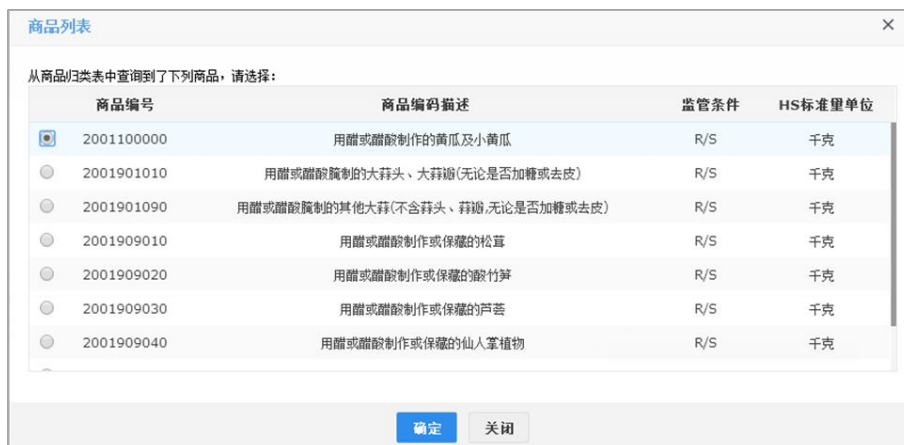 商品列表 ×
从商品归类表中查询到了下列商品，请选择：
商品编号 商品编码描述 监管条件 HS标准里单位
2001100000 用醋或醋酸制作的黄瓜及小黄瓜 R/S 千克
2001901010 用醋或醋酸腌制的大蒜头、大蒜瓣(无论是否加糖或去皮) R/S 千克
2001901090 用醋或醋酸腌制的其他大蒜(不含蒜头、蒜瓣,无论是否加糖或去皮) R/S 千克
2001909010 用醋或醋酸制作或保藏的松茸 R/S 千克
2001909020 用醋或醋酸制作或保藏的酸竹笋 R/S 千克
2001909030 用醋或醋酸制作或保藏的芦荟 R/S 千克
2001909040 用醋或醋酸制作或保藏的仙人掌植物 R/S 千克
确定 关闭